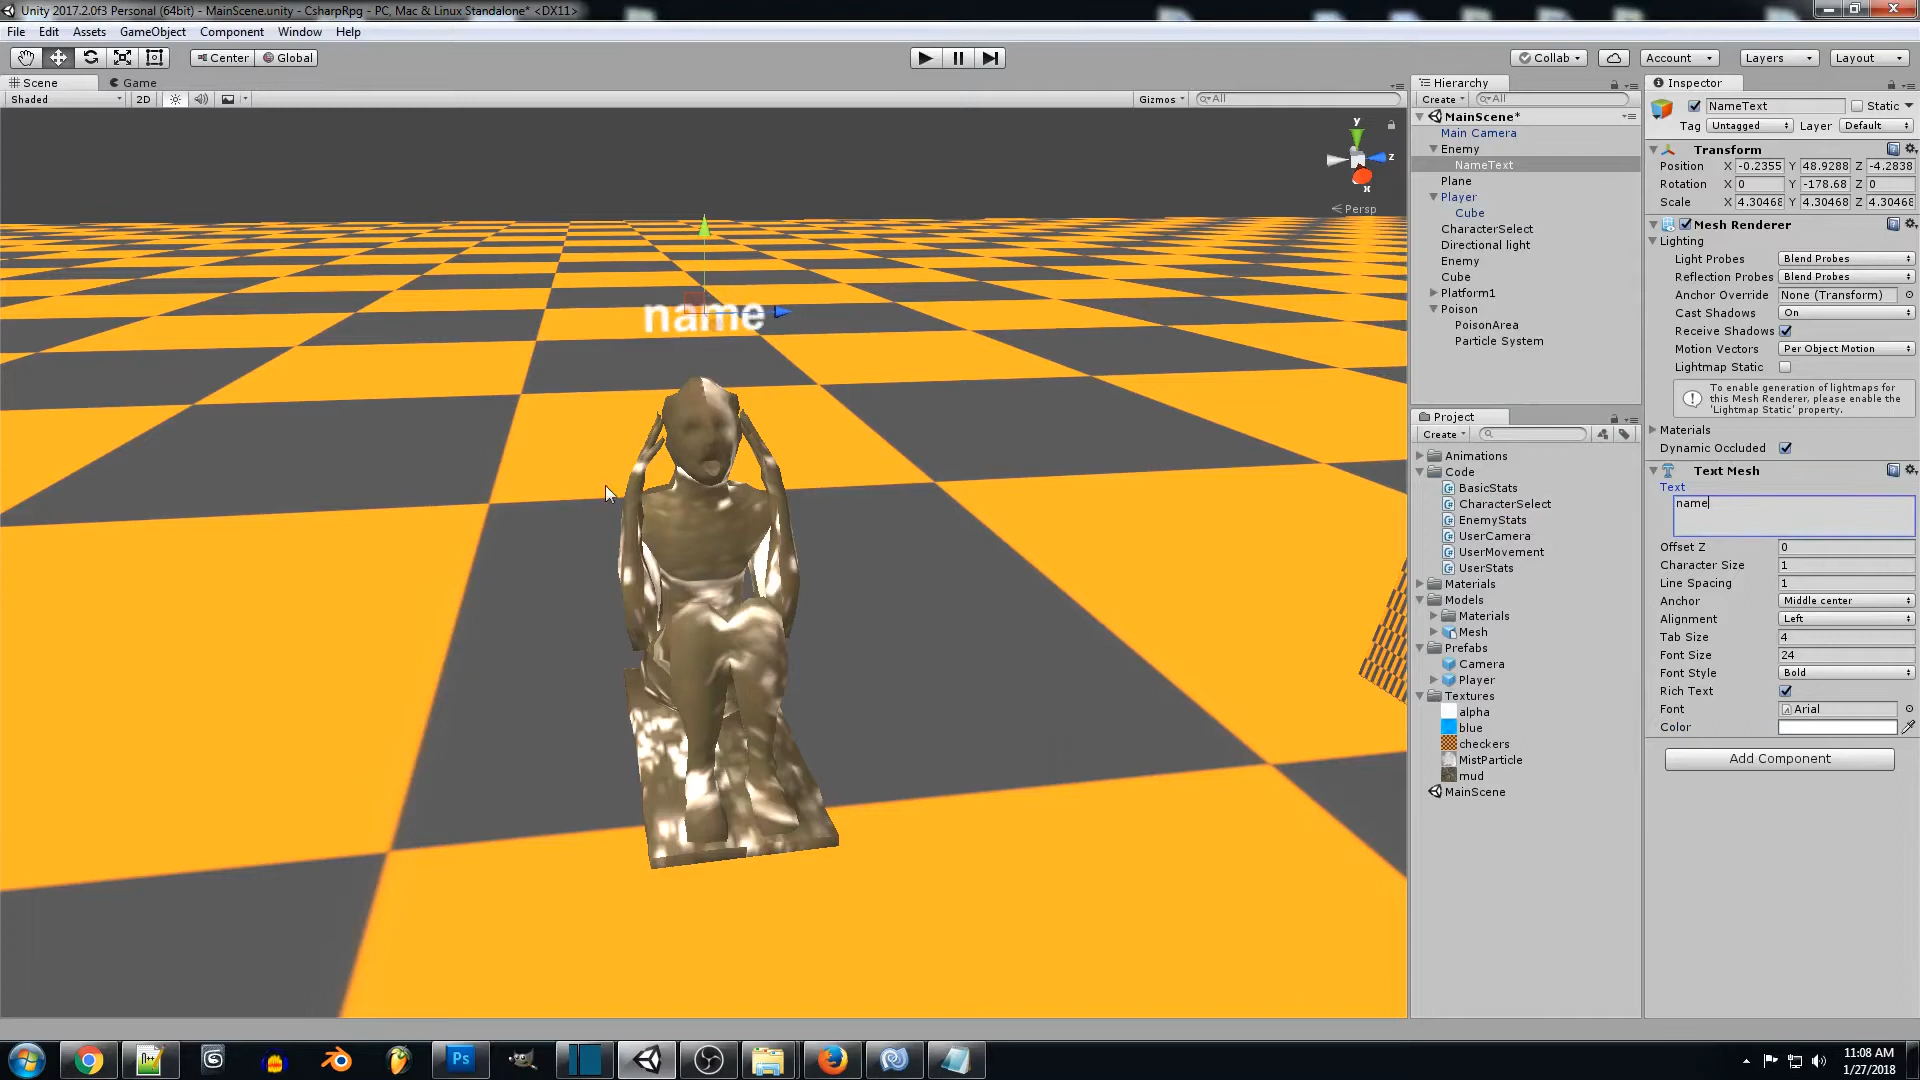 Unity 2017.2.0f3 Personal (64bit) - MainScene.unity - CsharpRpg - PC, Mac & Linux Standalone* <DX11>
File Edit Assets GameObject Component Window Help
Center Global Collab Account Layers Layout
Scene Game
Shaded 2D Gizmos All
y
z
x
Persp
name
Hierarchy
Create All
MainScene*
Main Camera
Enemy
NameText
Plane
Player
Cube
CharacterSelect
Directional light
Enemy
Cube
Platform1
Poison
PoisonArea
Particle System
Project
Create
Animations
Code
BasicStats
CharacterSelect
EnemyStats
UserCamera
UserMovement
UserStats
Materials
Models
Materials
Mesh
Prefabs
Camera
Player
Textures
alpha
blue
checkers
MistParticle
mud
MainScene
Inspector
NameText Static
Tag Untagged Layer Default
Transform
Position X -0.2355 Y 48.9288 Z -4.2838
Rotation X 0 Y -178.68 Z 0
Scale X 4.30468 Y 4.30468 Z 4.30468
Mesh Renderer
Lighting
Light Probes Blend Probes
Reflection Probes Blend Probes
Anchor Override None (Transform)
Cast Shadows On
Receive Shadows
Motion Vectors Per Object Motion
Lightmap Static
To enable generation of lightmaps for
this Mesh Renderer, please enable the
'Lightmap Static' property.
Materials
Dynamic Occluded
Text Mesh
Text
name
Offset Z 0
Character Size 1
Line Spacing 1
Anchor Middle center
Alignment Left
Tab Size 4
Font Size 24
Font Style Bold
Rich Text
Font Arial
Color
Add Component
Ps
11:08 AM
1/27/2018